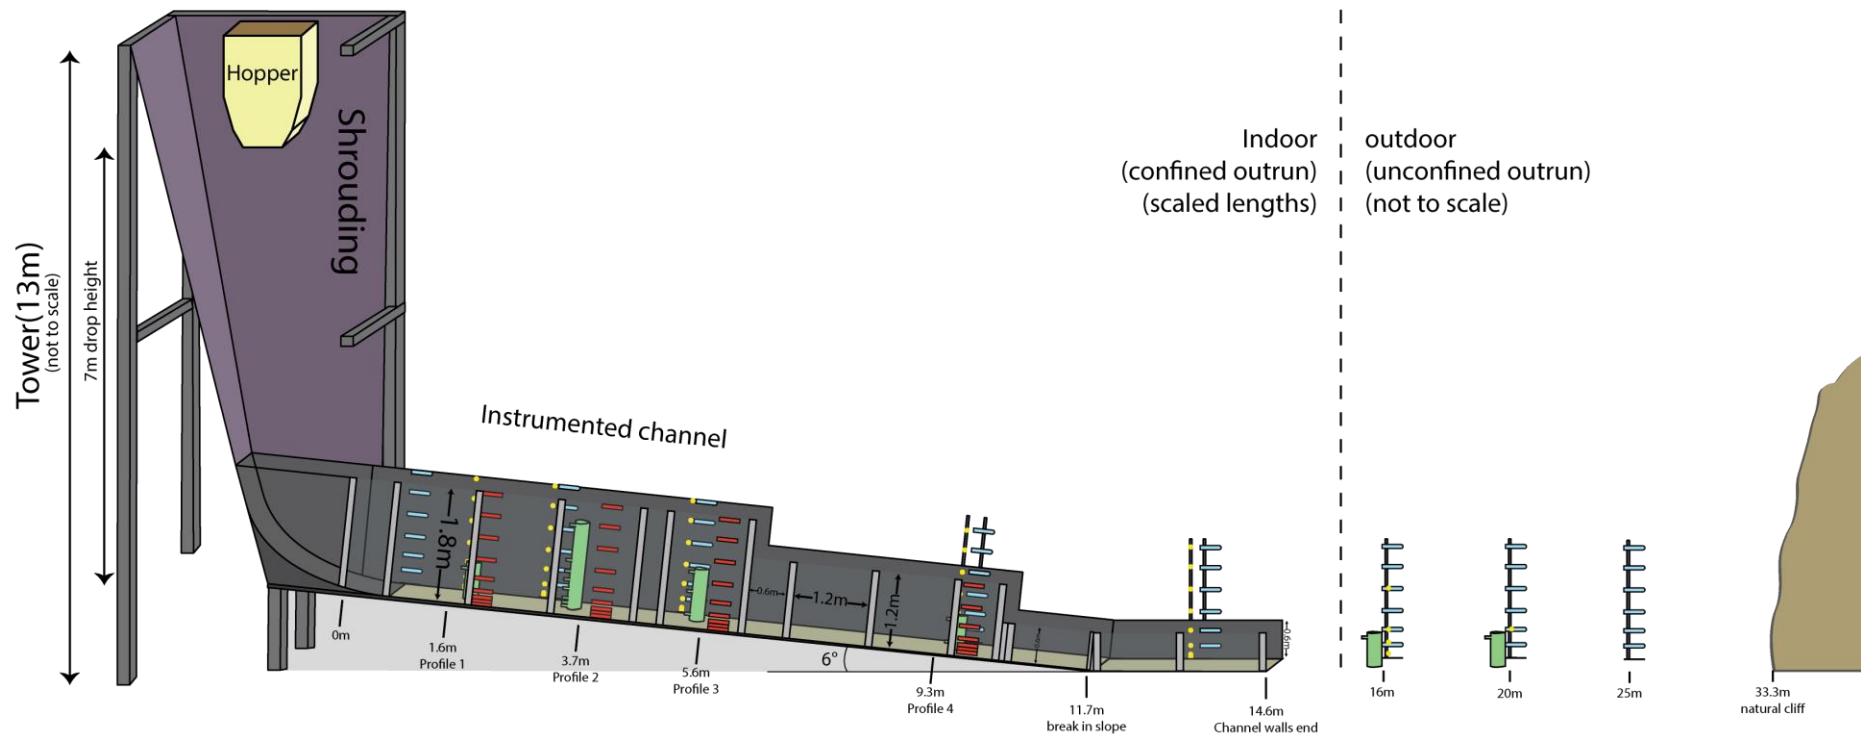 Hopper
Shrouding
Tower(13m)
(not to scale)
7m drop height
Instrumented channel
Indoor
(confined outrun)
(scaled lengths)
outdoor
(unconfined outrun)
(not to scale)
1.8m
0.6m
1.2m
1.2m
0.6m
6°
0m
1.6m
Profile 1
3.7m
Profile 2
5.6m
Profile 3
9.3m
Profile 4
11.7m
break in slope
14.6m
Channel walls end
16m
20m
25m
33.3m
natural cliff